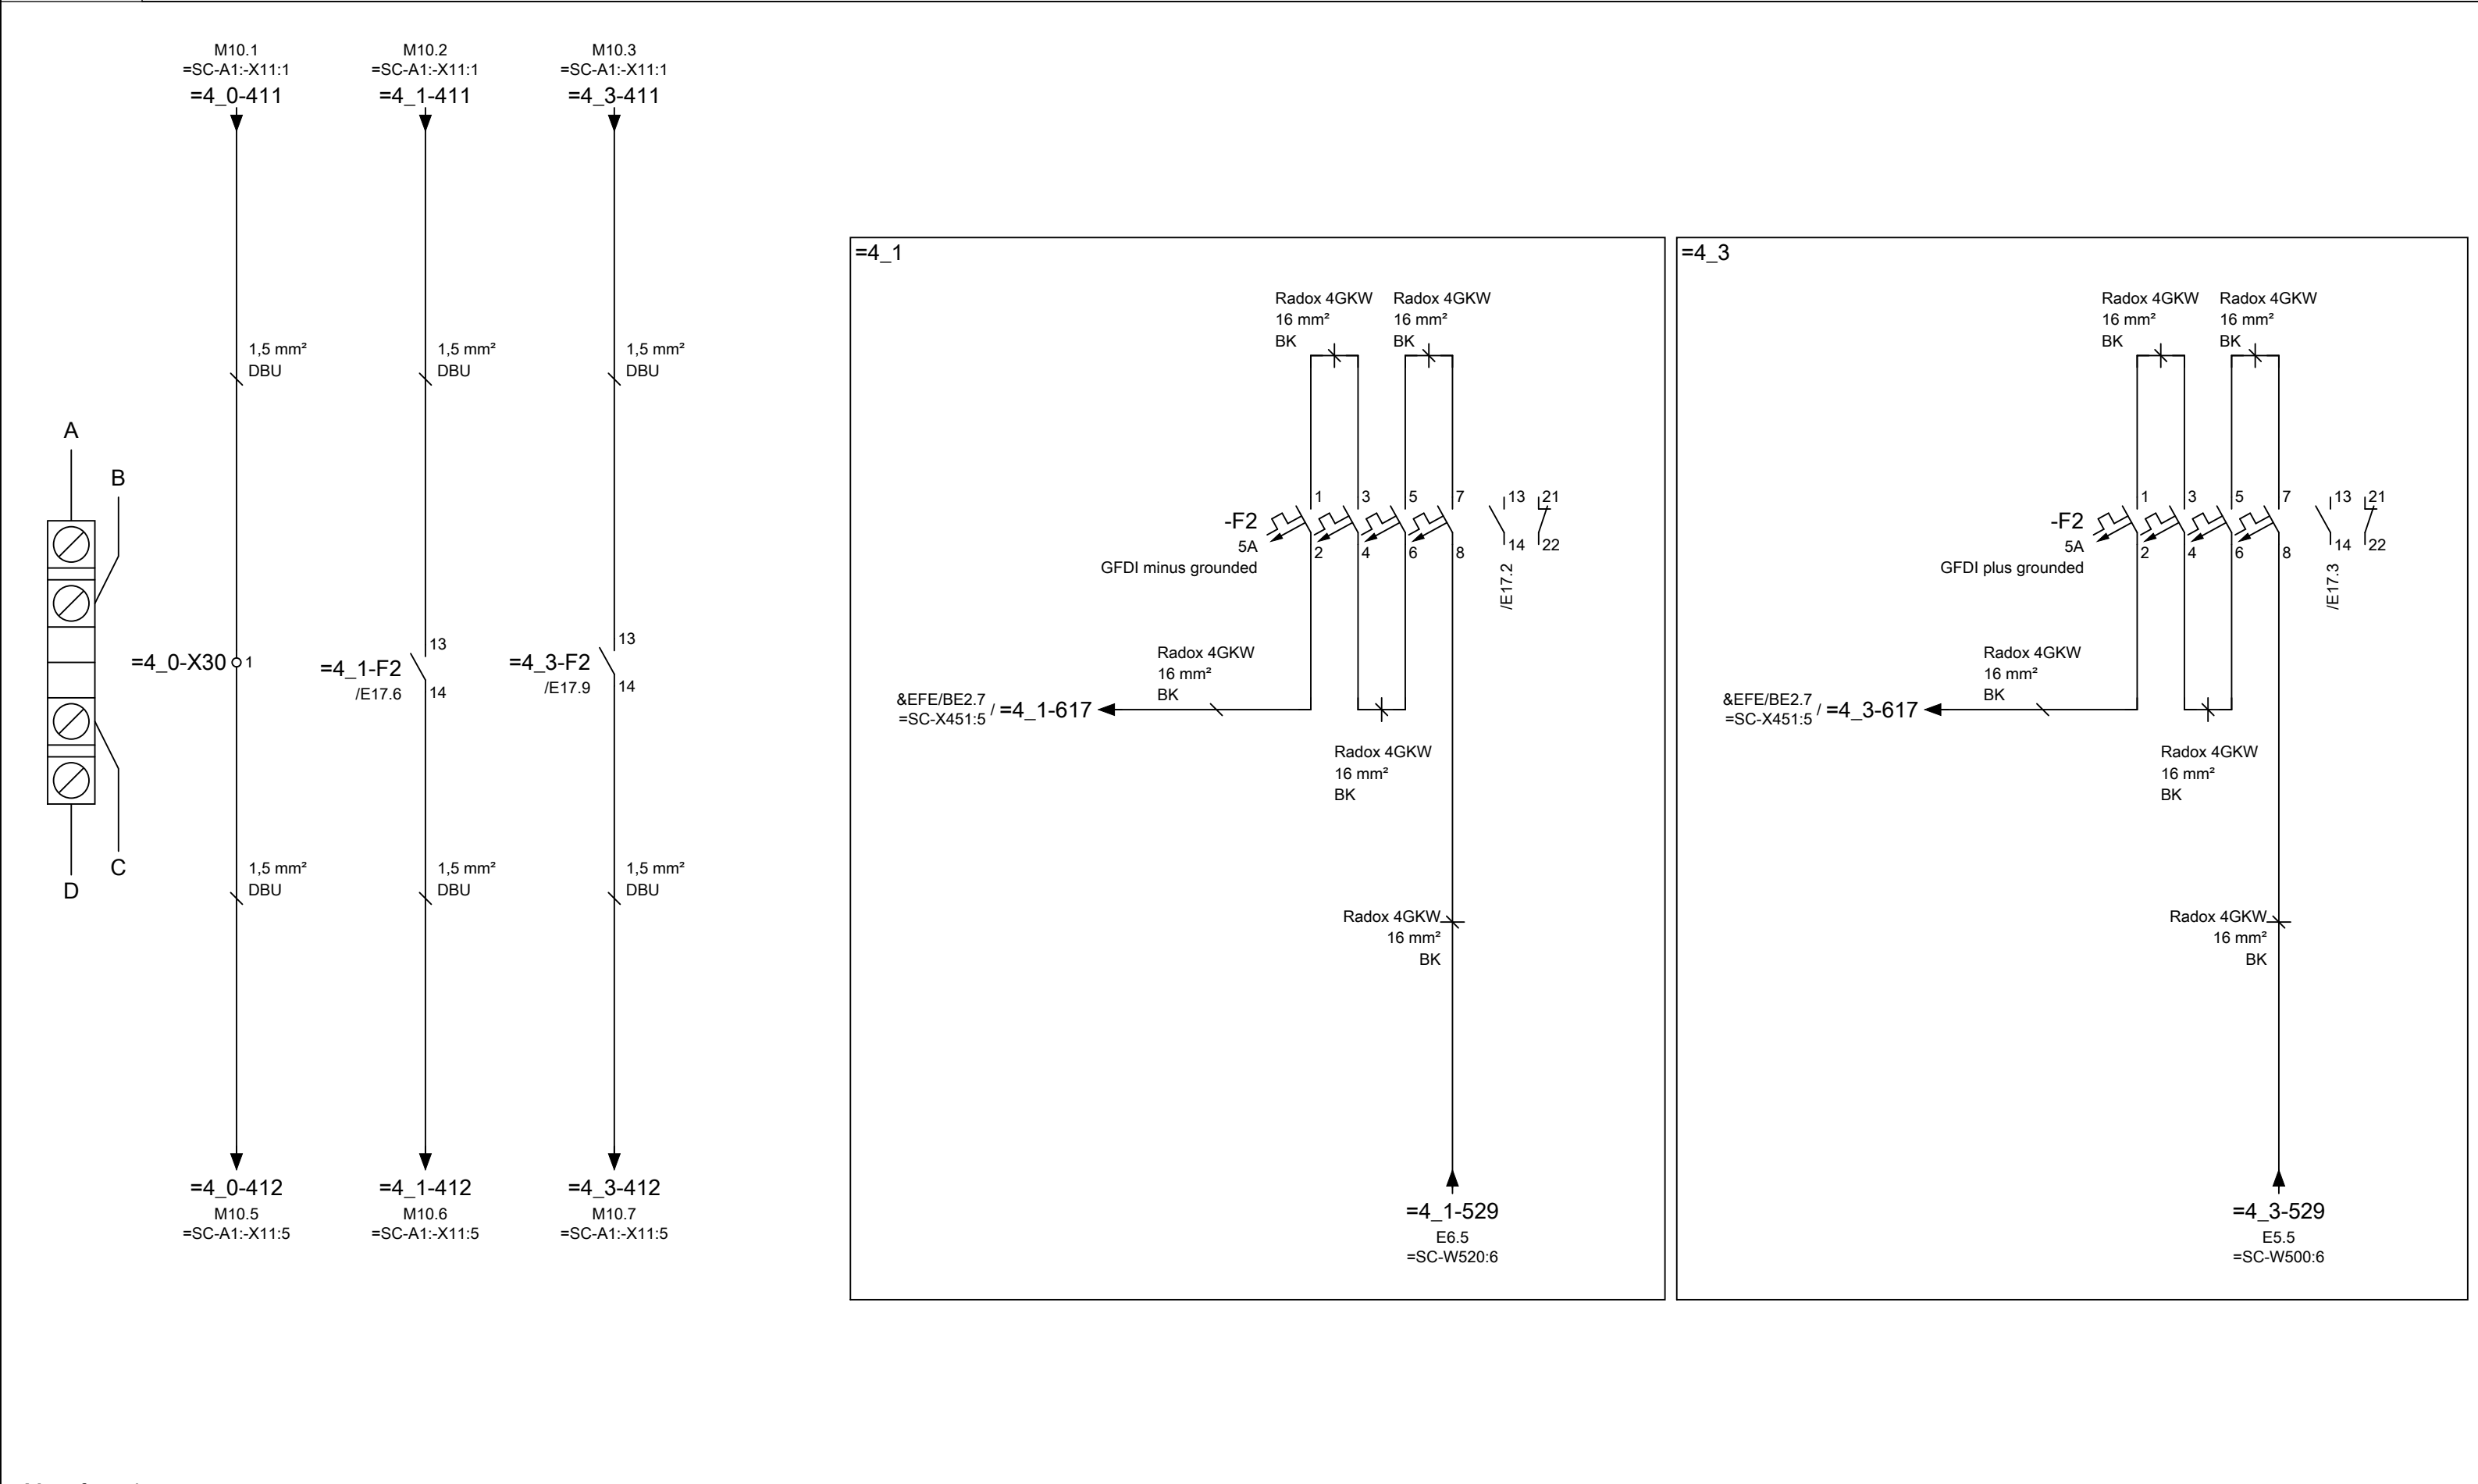 M10.1
=SC-A1:-X11:1
=4_0-411
M10.2
=SC-A1:-X11:1
=4_1-411
M10.3
=SC-A1:-X11:1
=4_3-411
1,5 mm²
DBU
1,5 mm²
DBU
1,5 mm²
DBU
A
B
C
D
=4_0-X30
1
=4_1-F2
/E17.6
13
14
=4_3-F2
/E17.9
13
14
1,5 mm²
DBU
1,5 mm²
DBU
1,5 mm²
DBU
=4_0-412
M10.5
=SC-A1:-X11:5
=4_1-412
M10.6
=SC-A1:-X11:5
=4_3-412
M10.7
=SC-A1:-X11:5
=4_1
Radox 4GKW
16 mm²
BK
Radox 4GKW
16 mm²
BK
1
3
5
7
13
21
-F2
5A
GFDI minus grounded
2
4
6
8
14
22
/E17.2
Radox 4GKW
16 mm²
BK
&EFE/BE2.7
=SC-X451:5
/ =4_1-617
Radox 4GKW
16 mm²
BK
Radox 4GKW
16 mm²
BK
=4_1-529
E6.5
=SC-W520:6
=4_3
Radox 4GKW
16 mm²
BK
Radox 4GKW
16 mm²
BK
1
3
5
7
13
21
-F2
5A
GFDI plus grounded
2
4
6
8
14
22
/E17.3
Radox 4GKW
16 mm²
BK
&EFE/BE2.7
=SC-X451:5
/ =4_3-617
Radox 4GKW
16 mm²
BK
Radox 4GKW
16 mm²
BK
=4_3-529
E5.5
=SC-W500:6